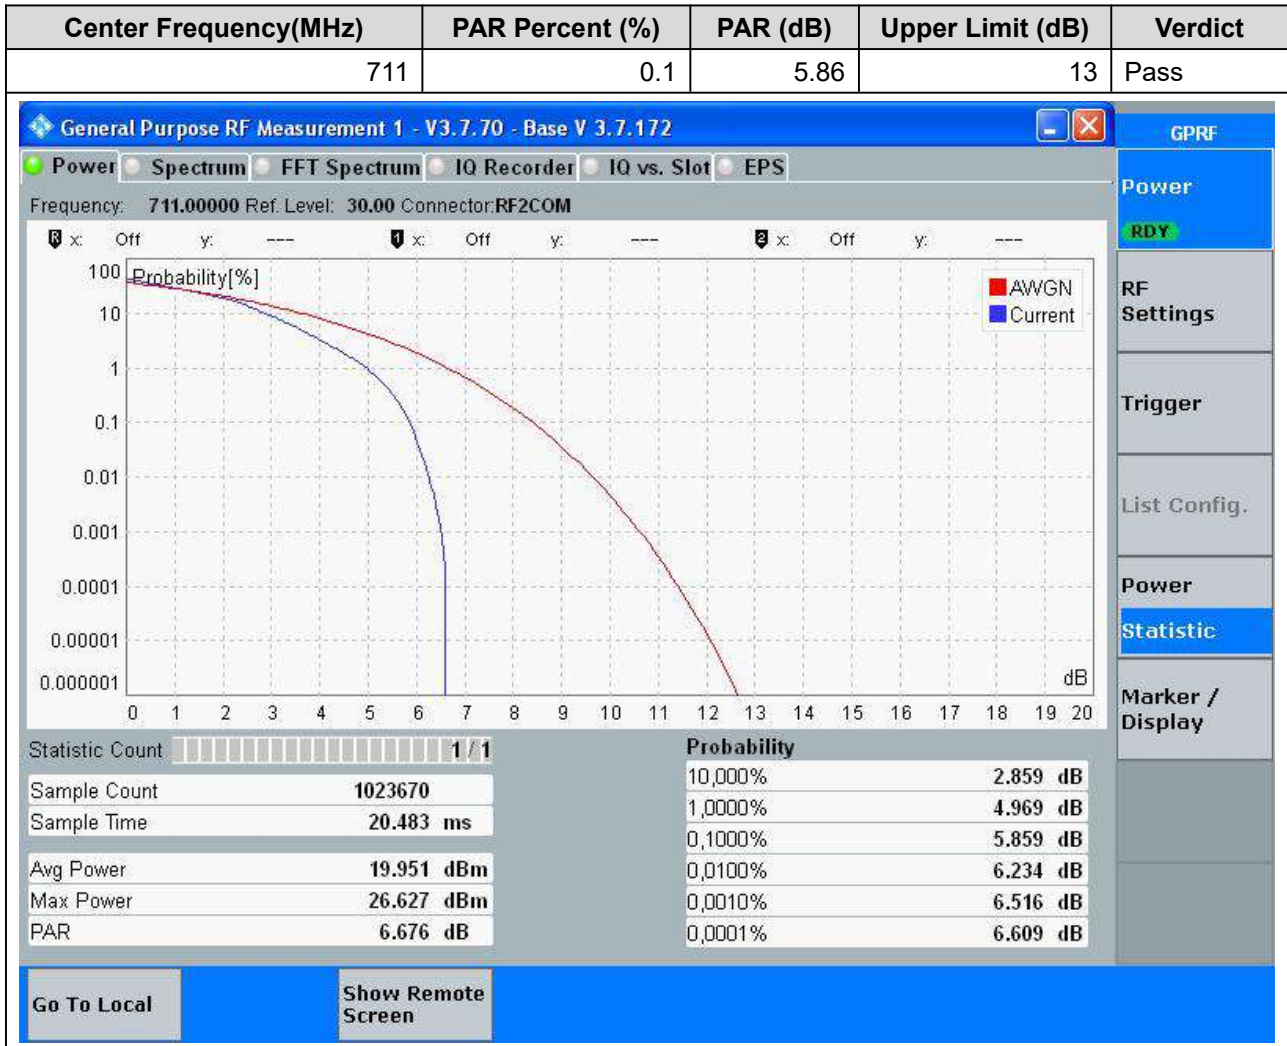 Center Frequency(MHz) PAR Percent (%) PAR (dB) Upper Limit (dB) Verdict
711 0.1 5.86 13 Pass
General Purpose RF Measurement 1 - V3.7.70 - Base V 3.7.172
GPRF
Power Spectrum FFT Spectrum IQ Recorder IQ vs. Slot EPS
Frequency: 711.00000 Ref. Level: 30.00 Connector:RF2COM
R x: Off y: --- 1 x: Off y: --- 2 x: Off y: ---
Probability[%]
AWGN
Current
100
10
1
0.1
0.01
0.001
0.0001
0.00001
0.000001
dB
0 1 2 3 4 5 6 7 8 9 10 11 12 13 14 15 16 17 18 19 20
Statistic Count 1 / 1
Sample Count 1023670
Sample Time 20.483 ms
Avg Power 19.951 dBm
Max Power 26.627 dBm
PAR 6.676 dB
Probability
10,000% 2.859 dB
1,0000% 4.969 dB
0,1000% 5.859 dB
0,0100% 6.234 dB
0,0010% 6.516 dB
0,0001% 6.609 dB
Power
RDY
RF
Settings
Trigger
List Config.
Power
Statistic
Marker /
Display
Go To Local
Show Remote
Screen